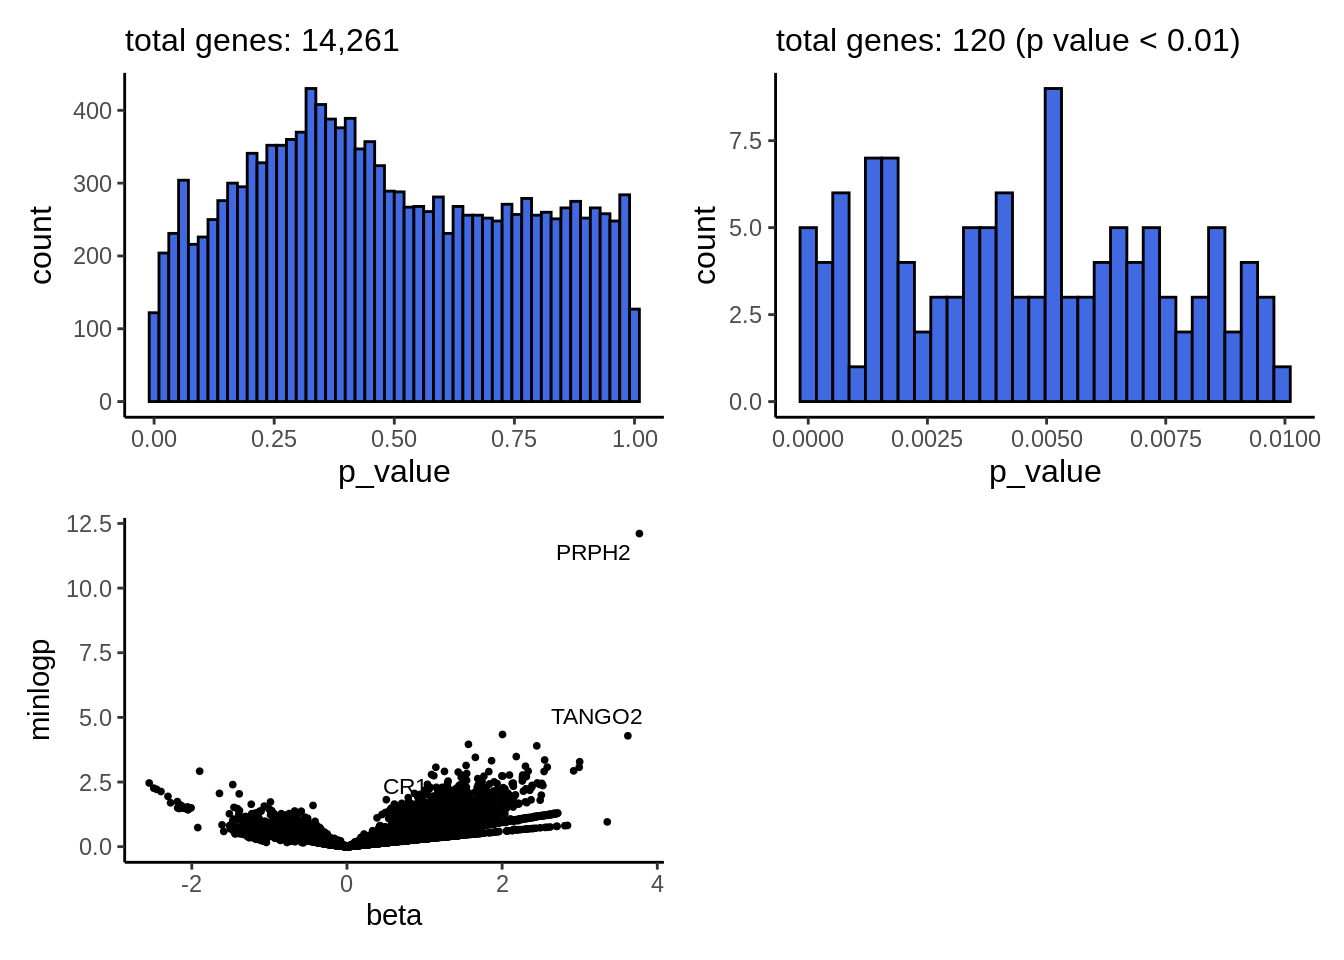 total genes: 14,261
400
300
200
100
0
count
0.00 0.25 0.50 0.75 1.00
p_value
total genes: 120 (p value < 0.01)
7.5
5.0
2.5
0.0
count
0.0000 0.0025 0.0050 0.0075 0.0100
p_value
12.5
10.0
7.5
5.0
2.5
0.0
minlogp
PRPH2
TANGO2
CR1
-2 0 2 4
beta